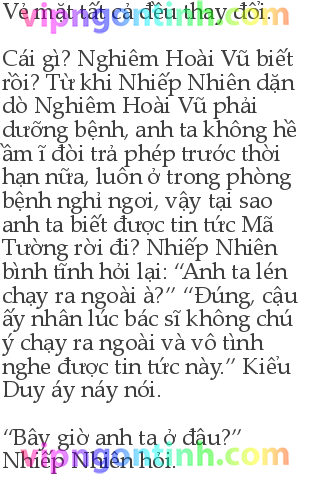 Vẻ mặt tất cả đều thay đổi.
Cái gì? Nghiêm Hoài Vũ biết
rồi? Từ khi Nhiếp Nhiên dặn
dò Nghiêm Hoài Vũ phải
dưỡng bệnh, anh ta không hề
ầm ĩ đòi trả phép trước thời
hạn nữa, luôn ở trong phòng
bệnh nghỉ ngơi, vậy tại sao
anh ta biết được tin tức Mã
Tường rời đi? Nhiếp Nhiên
bình tĩnh hỏi lại: “Anh ta lén
chạy ra ngoài à?” “Đúng, cậu
ấy nhân lúc bác sĩ không chú
ý chạy ra ngoài và vô tình
nghe được tin tức này.” Kiều
Duy áy náy nói.
“Bây giờ anh ta ở đâu?”
Nhiếp Nhiên hỏi.
vipngontinh.com
vipngontinh.com